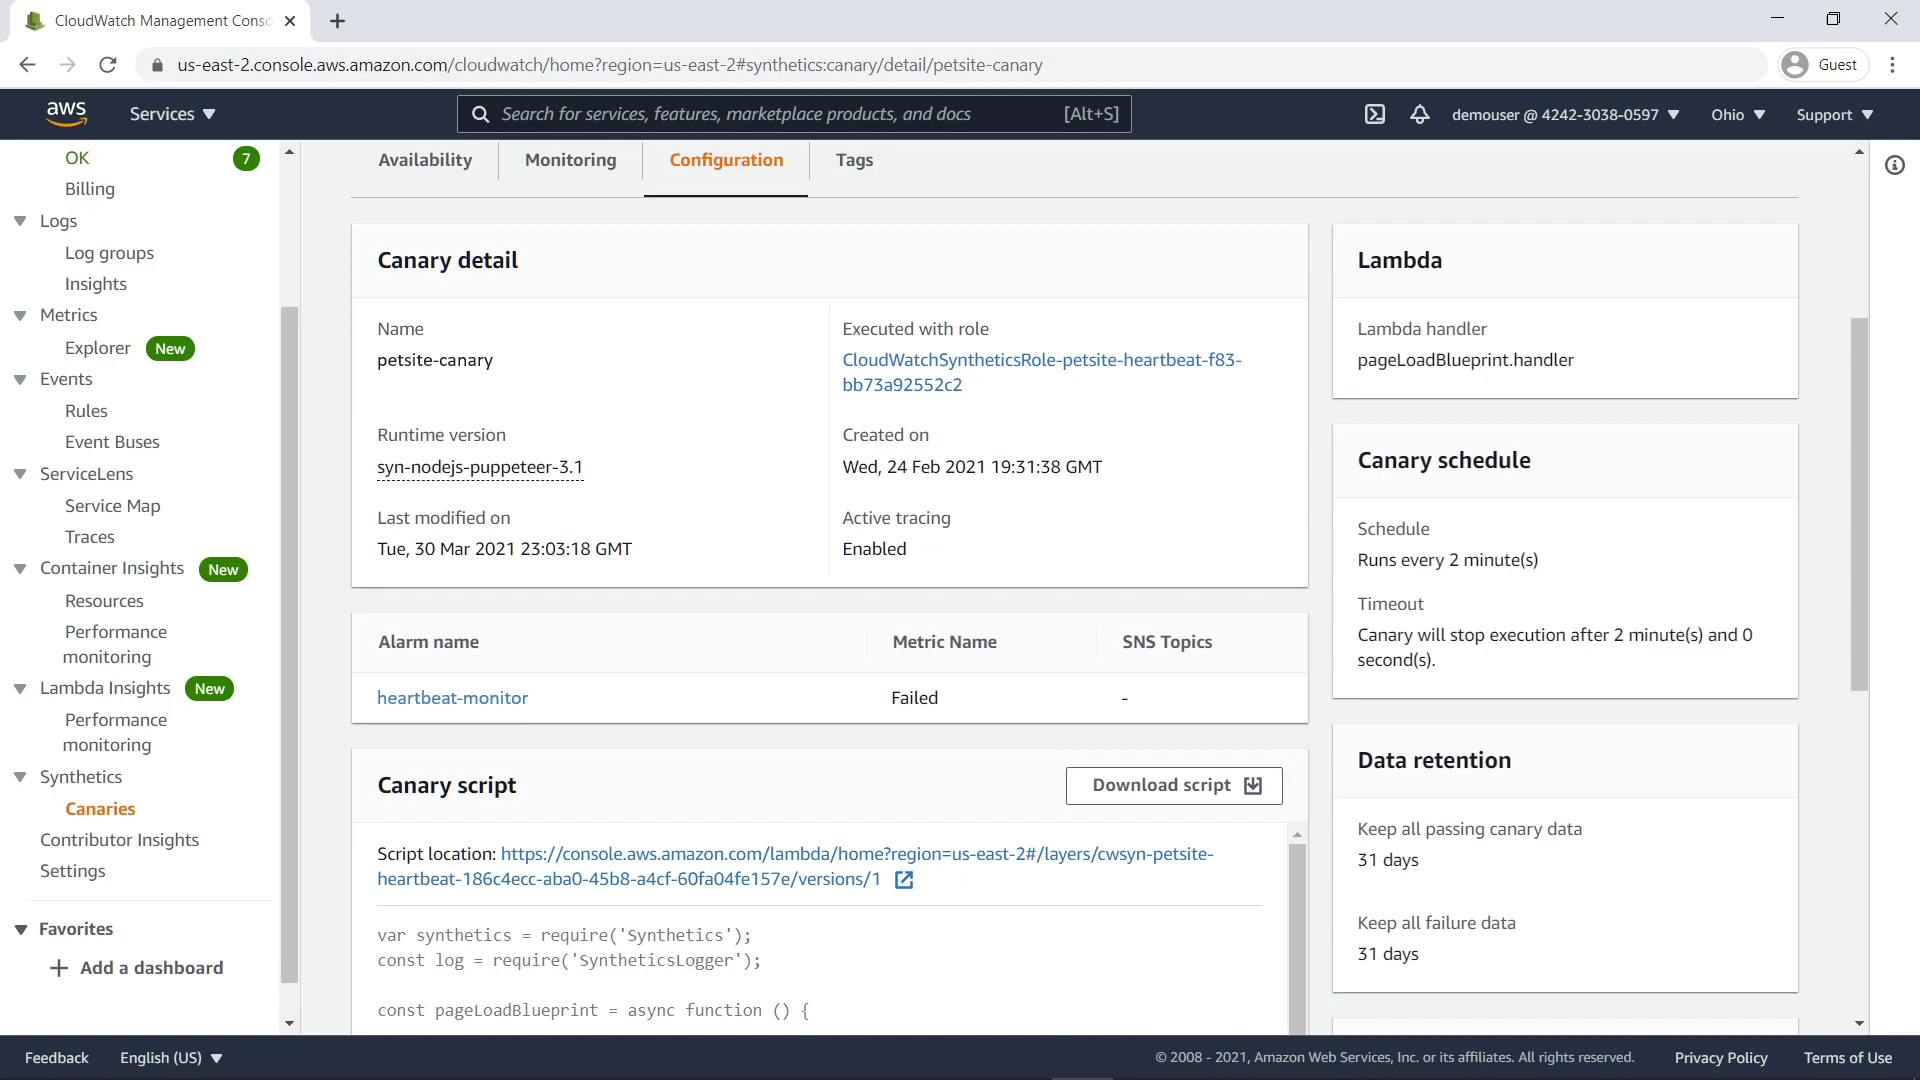 CloudWatch Management Conso
us-east-2.console.aws.amazon.com/cloudwatch/home?region=us-east-2#synthetics:canary/detail/petsite-canary
Guest
aws
Services
Search for services, features, marketplace products, and docs
[Alt+S]
demouser @ 4242-3038-0597
Ohio
Support
OK
7
Billing
Logs
Log groups
Insights
Metrics
Explorer
New
Events
Rules
Event Buses
ServiceLens
Service Map
Traces
Container Insights
New
Resources
Performance
monitoring
Lambda Insights
New
Performance
monitoring
Synthetics
Canaries
Contributor Insights
Settings
Favorites
Add a dashboard
Availability
Monitoring
Configuration
Tags
Canary detail
Name
petsite-canary
Executed with role
CloudWatchSyntheticsRole-petsite-heartbeat-f83-
bb73a92552c2
Runtime version
syn-nodejs-puppeteer-3.1
Created on
Wed, 24 Feb 2021 19:31:38 GMT
Last modified on
Tue, 30 Mar 2021 23:03:18 GMT
Active tracing
Enabled
Alarm name
Metric Name
SNS Topics
heartbeat-monitor
Failed
-
Canary script
Download script
Script location: https://console.aws.amazon.com/lambda/home?region=us-east-2#/layers/cwsyn-petsite-
heartbeat-186c4ecc-aba0-45b8-a4cf-60fa04fe157e/versions/1
var synthetics = require('Synthetics');
const log = require('SyntheticsLogger');
const pageLoadBlueprint = async function () {
Lambda
Lambda handler
pageLoadBlueprint.handler
Canary schedule
Schedule
Runs every 2 minute(s)
Timeout
Canary will stop execution after 2 minute(s) and 0
second(s).
Data retention
Keep all passing canary data
31 days
Keep all failure data
31 days
Feedback
English (US)
© 2008 - 2021, Amazon Web Services, Inc. or its affiliates. All rights reserved.
Privacy Policy
Terms of Use